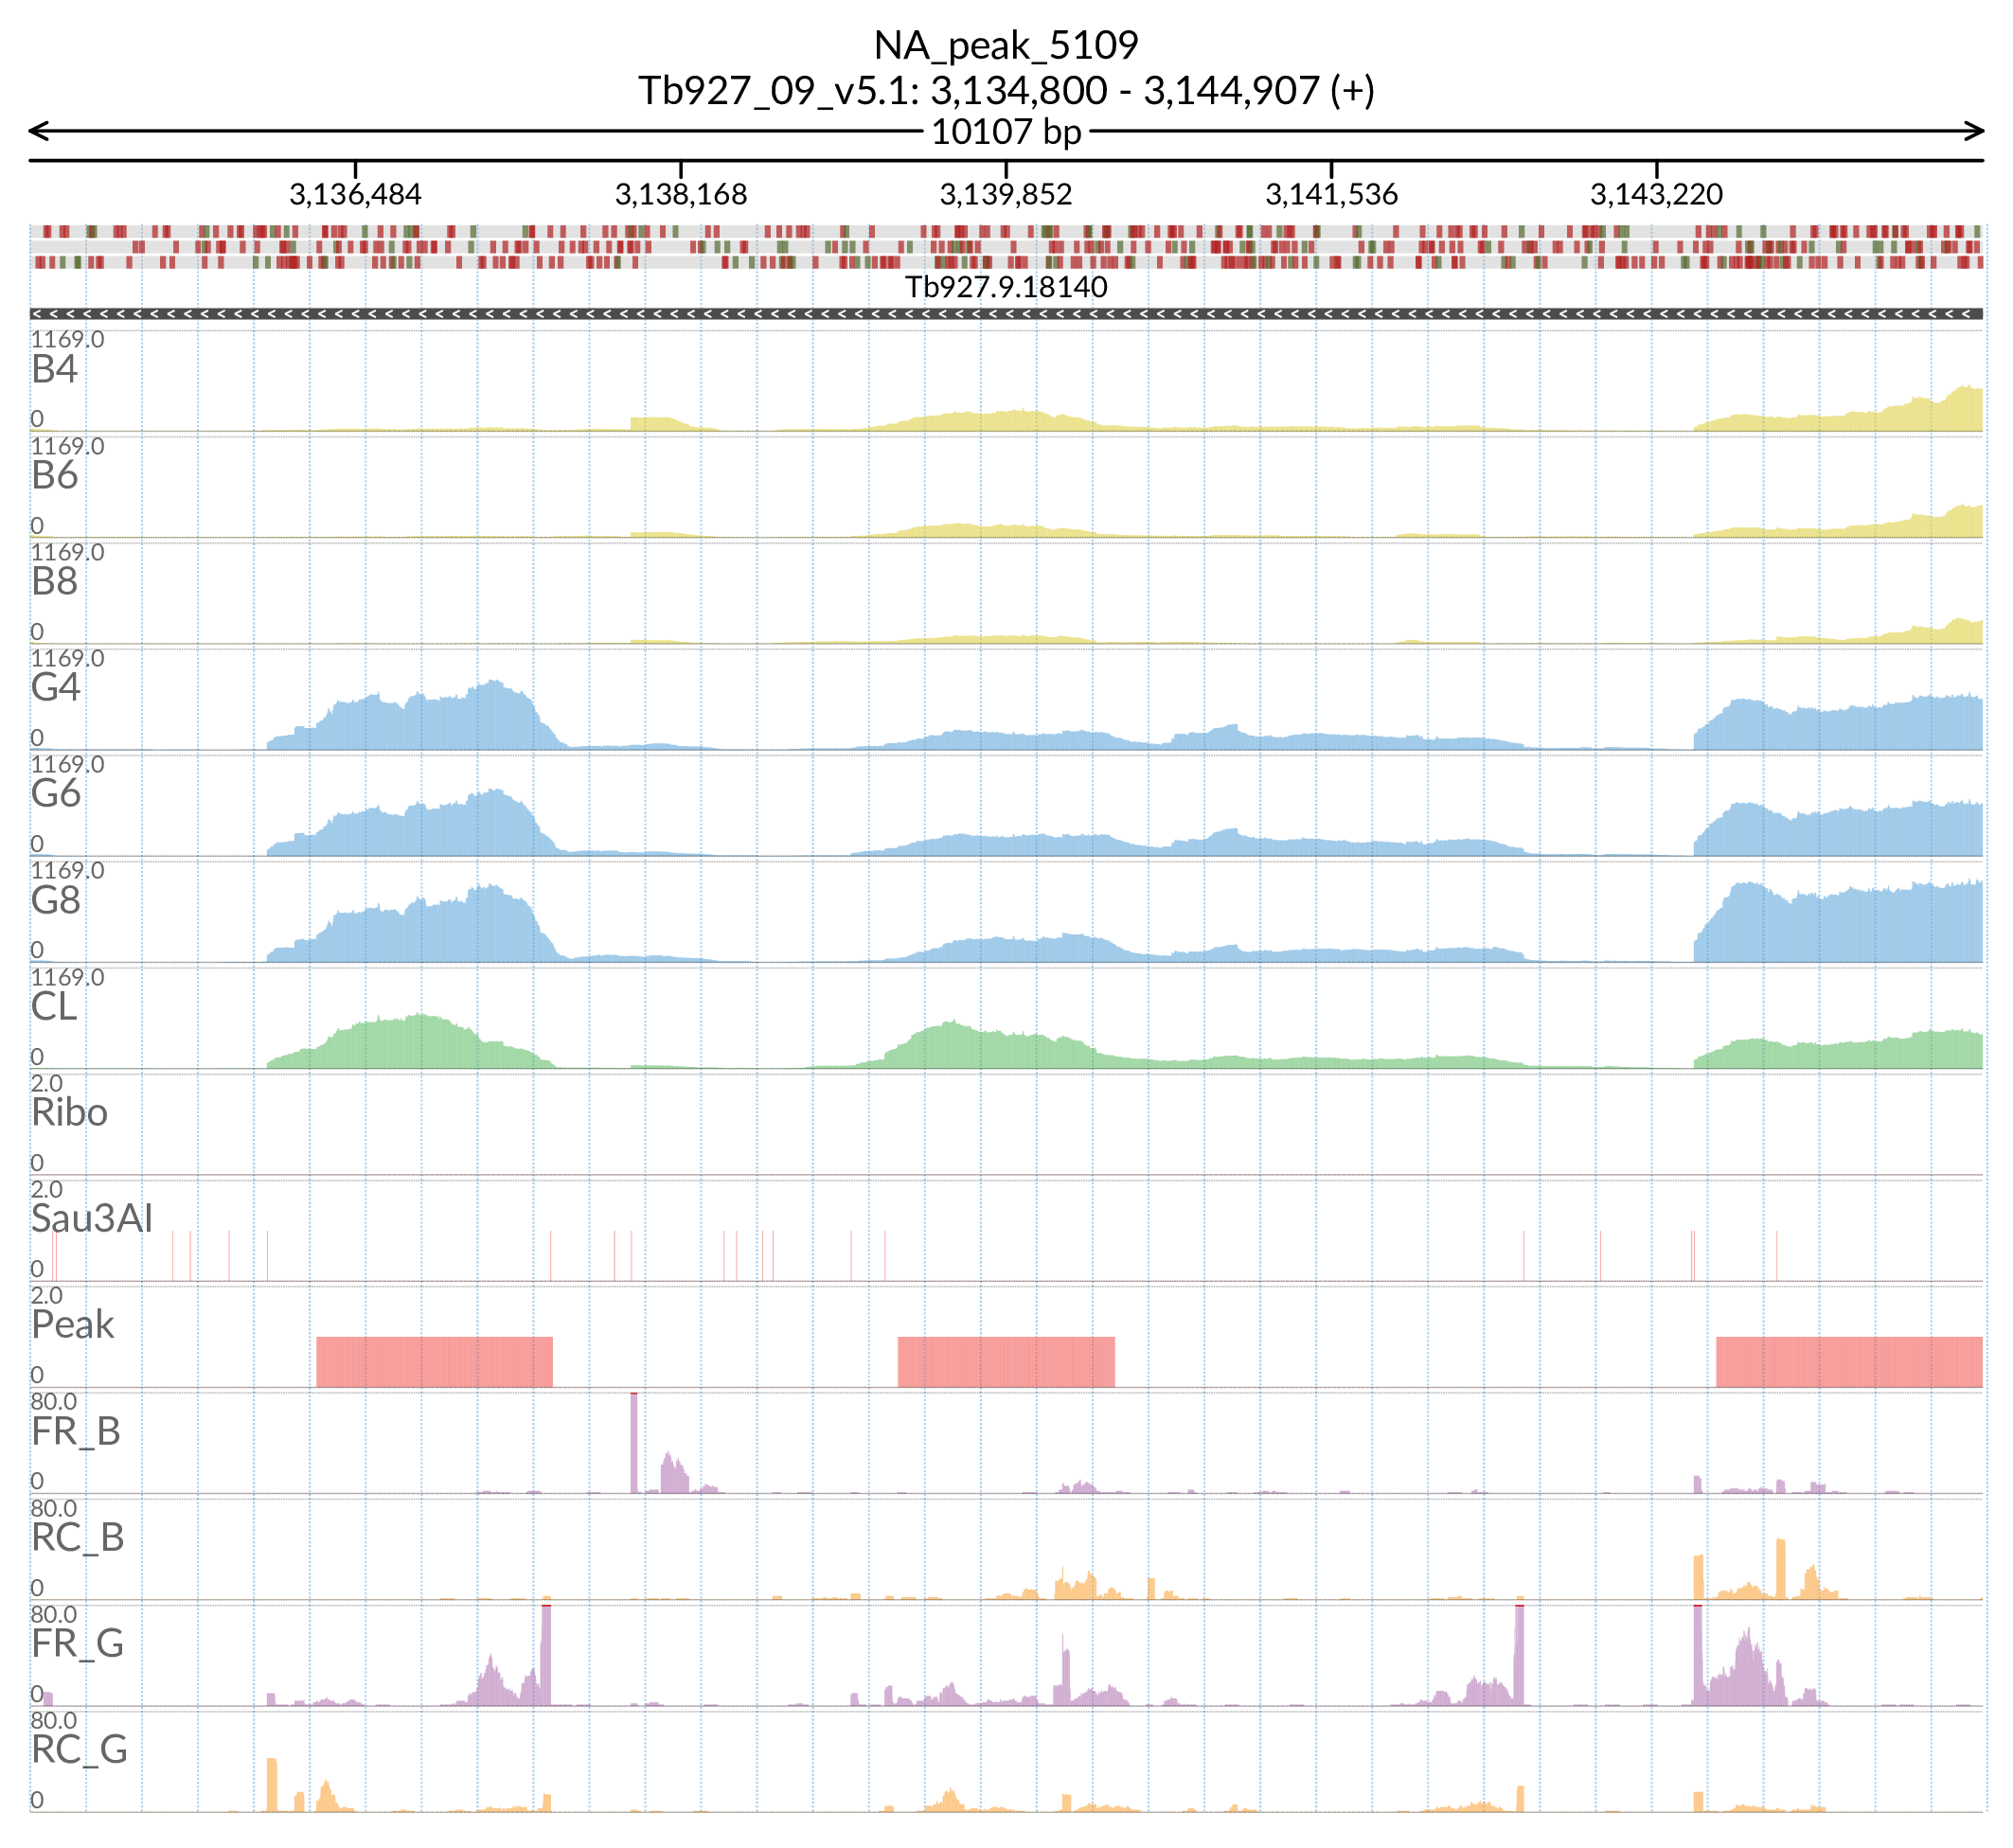 NA_peak_5109
Tb927_09_v5.1: 3,134,800 - 3,144,907 (+)
10107 bp
3,136,484 3,138,168 3,139,852 3,141,536 3,143,220
Tb927.9.18140
1169.0
B4
0
1169.0
B6
0
1169.0
B8
0
1169.0
G4
0
1169.0
G6
0
1169.0
G8
0
1169.0
CL
0
2.0
Ribo
0
2.0
Sau3AI
0
2.0
Peak
0
80.0
FR_B
0
80.0
RC_B
0
80.0
FR_G
0
80.0
RC_G
0